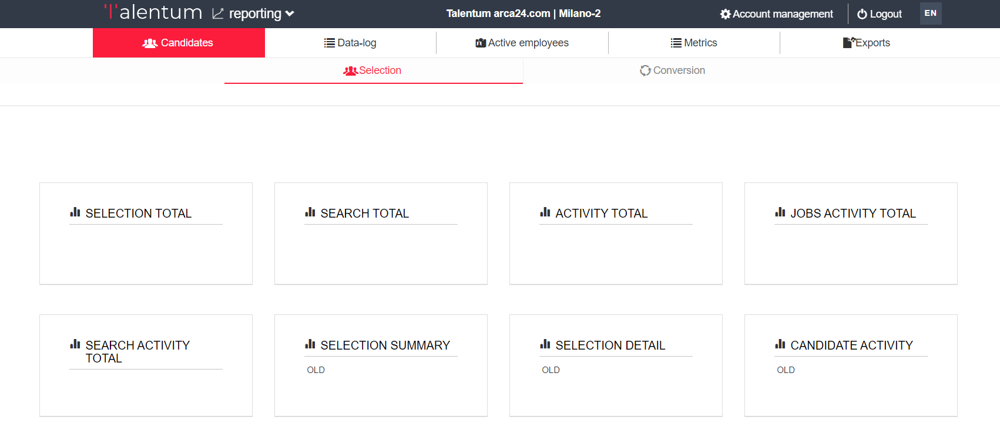 Talentum reporting
Talentum arca24.com | Milano-2
Account management
Logout
EN
Candidates
Data-log
Active employees
Metrics
Exports
Selection
Conversion
SELECTION TOTAL
SEARCH TOTAL
ACTIVITY TOTAL
JOBS ACTIVITY TOTAL
SEARCH ACTIVITY
TOTAL
SELECTION SUMMARY
OLD
SELECTION DETAIL
OLD
CANDIDATE ACTIVITY
OLD